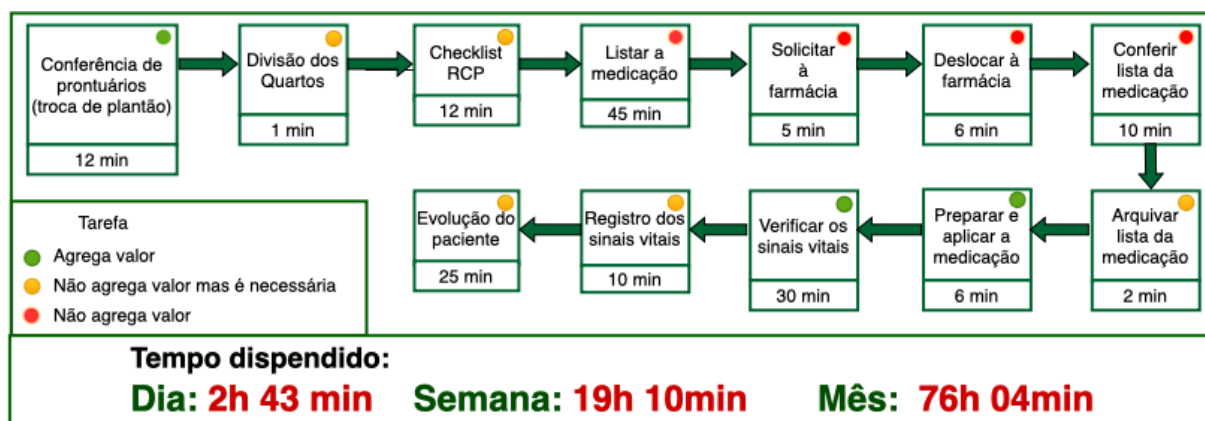 Conferência de
prontuários
(troca de plantão)
12 min
Divisão dos
Quartos
1 min
Checklist
RCP
12 min
Listar a
medicação
45 min
Solicitar
à
farmácia
5 min
Deslocar à
farmácia
6 min
Conferir
lista da
medicação
10 min
Arquivar
lista da
medicação
2 min
Preparar e
aplicar a
medicação
6 min
Verificar os
sinais vitais
30 min
Registro dos
sinais vitais
10 min
Evolução do
paciente
25 min
Tarefa
Agrega valor
Não agrega valor mas é necessária
Não agrega valor
Tempo dispendido:
Dia: 2h 43 min Semana: 19h 10min Mês: 76h 04min